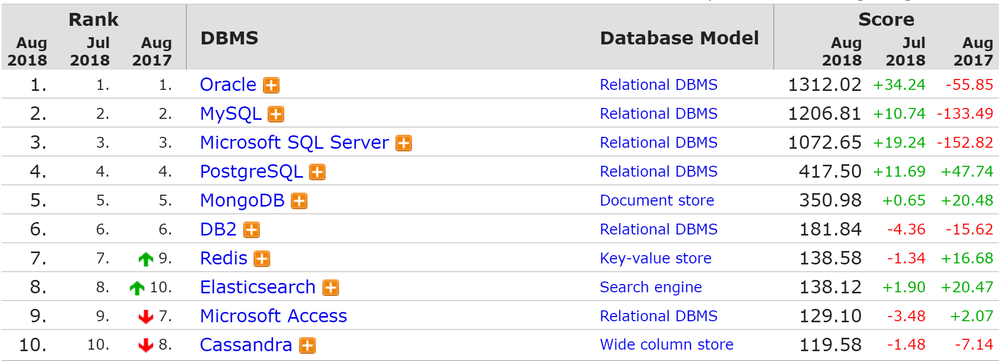 Rank Score
DBMS Database Model
Aug Jul Aug Aug Jul Aug
2018 2018 2017 2018 2018 2017
1. 1. 1. Oracle Relational DBMS 1312.02 +34.24 -55.85
2. 2. 2. MySQL Relational DBMS 1206.81 +10.74 -133.49
3. 3. 3. Microsoft SQL Server Relational DBMS 1072.65 +19.24 -152.82
4. 4. 4. PostgreSQL Relational DBMS 417.50 +11.69 +47.74
5. 5. 5. MongoDB Document store 350.98 +0.65 +20.48
6. 6. 6. DB2 Relational DBMS 181.84 -4.36 -15.62
7. 7. 9. Redis Key-value store 138.58 -1.34 +16.68
8. 8. 10. Elasticsearch Search engine 138.12 +1.90 +20.47
9. 9. 7. Microsoft Access Relational DBMS 129.10 -3.48 +2.07
10. 10. 8. Cassandra Wide column store 119.58 -1.48 -7.14